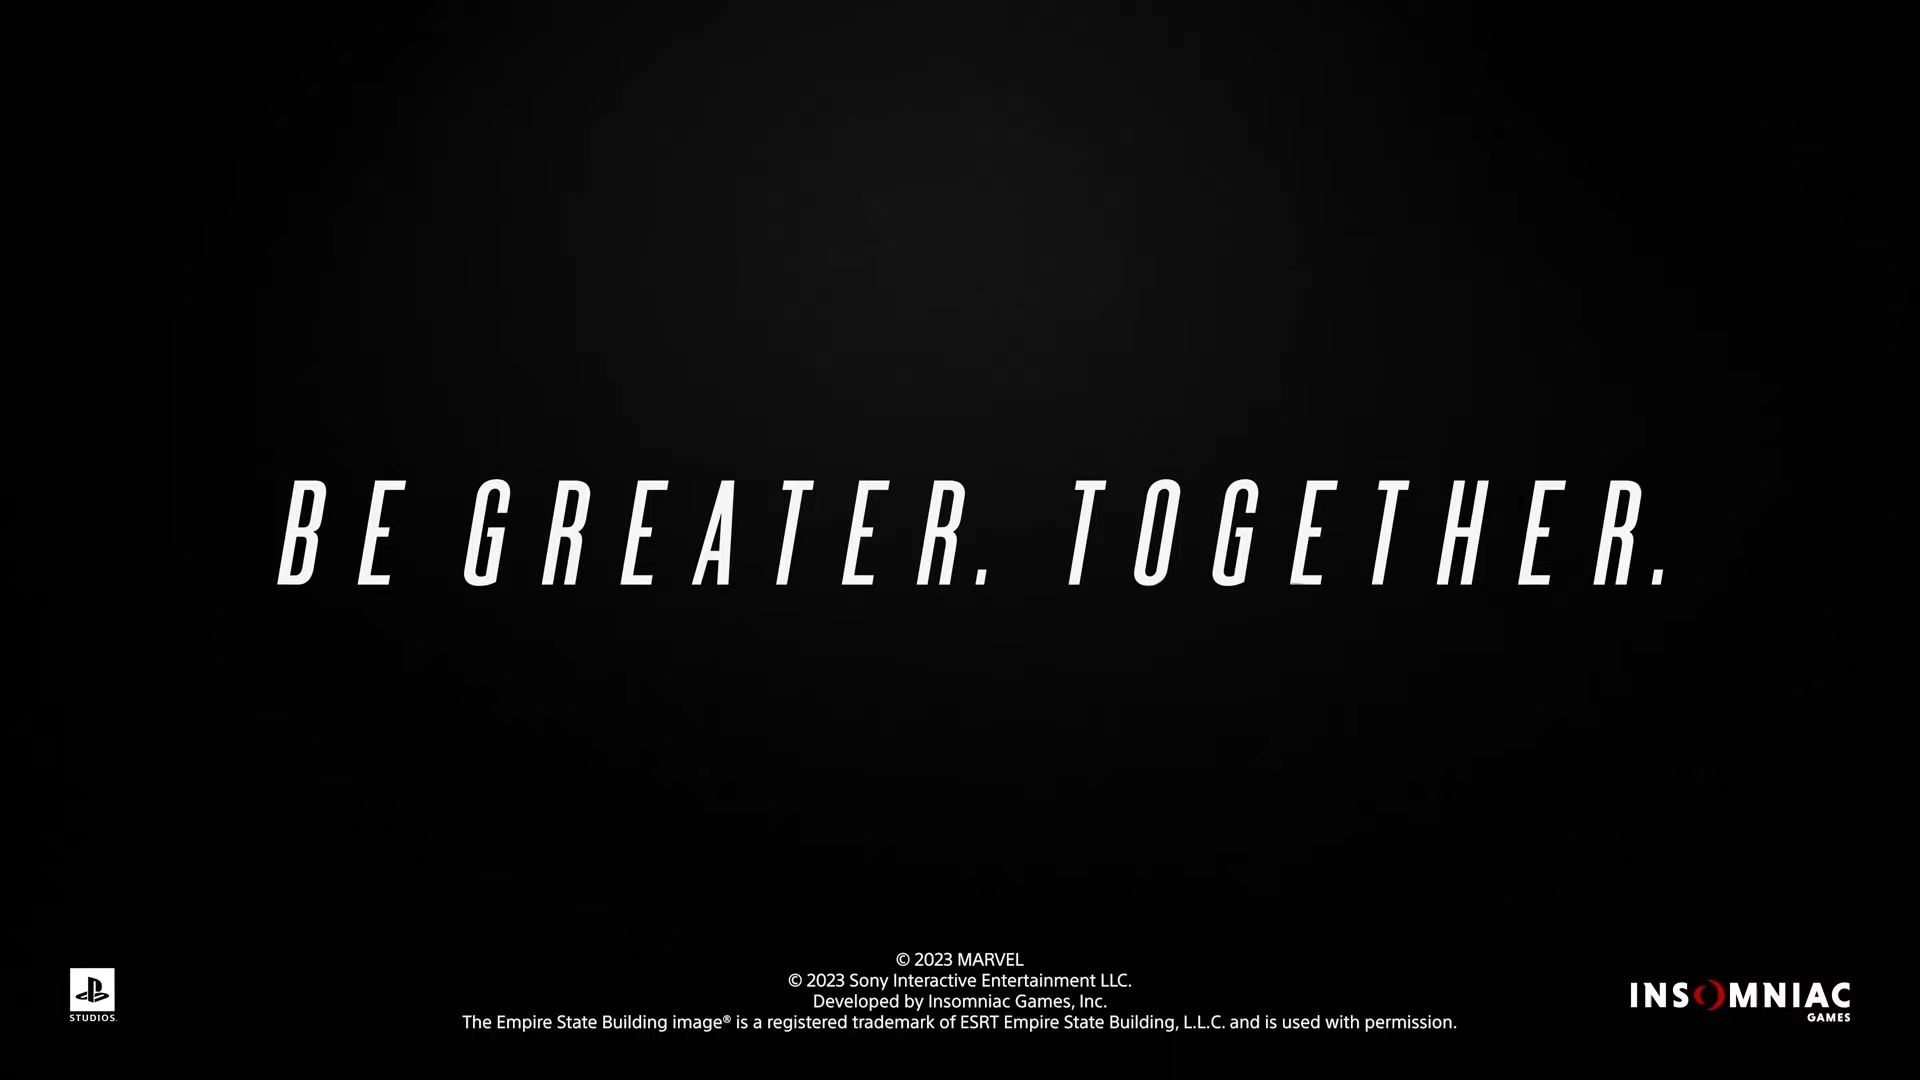 BE GREATER. TOGETHER.
© 2023 MARVEL
© 2023 Sony Interactive Entertainment LLC.
Developed by Insomniac Games, Inc.
The Empire State Building image® is a registered trademark of ESRT Empire State Building, L.L.C. and is used with permission.
STUDIOS
INSOMNIAC
GAMES